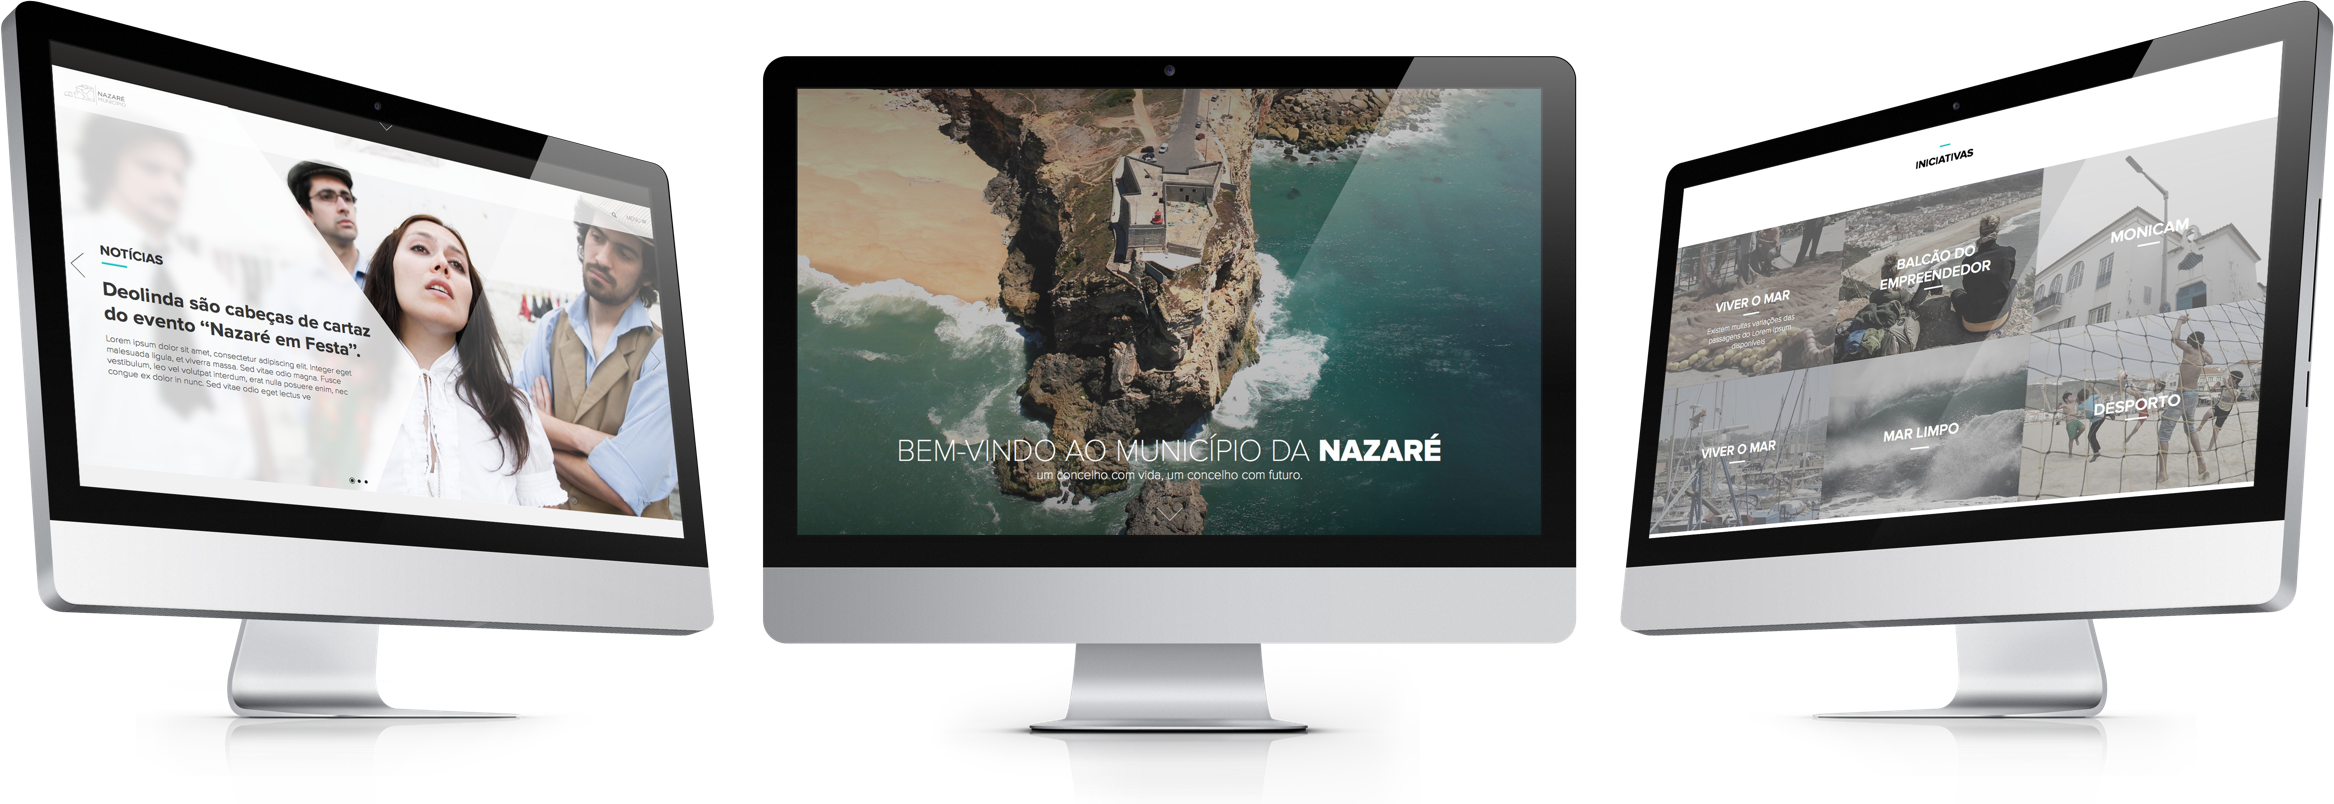 NAZARÉ
MUNICÍPIO
MENU
NOTÍCIAS
Deolinda são cabeças de cartaz
do evento “Nazaré em Festa”.
Lorem ipsum dolor sit amet, consectetur adipiscing elit. Integer eget
malesuada ligula, et viverra massa. Sed vitae odio magna. Fusce
vestibulum, leo vel volutpat interdum, erat nulla posuere enim, nec
congue ex dolor in nunc. Sed vitae odio eget lectus ve
BEM-VINDO AO MUNICÍPIO DA NAZARÉ
um concelho com vida, um concelho com futuro.
INICIATIVAS
VIVER O MAR
Existem muitas variações das
passagens do Lorem Ipsum
disponíveis
BALCÃO DO
EMPREENDEDOR
MONICAM
VIVER O MAR
MAR LIMPO
DESPORTO